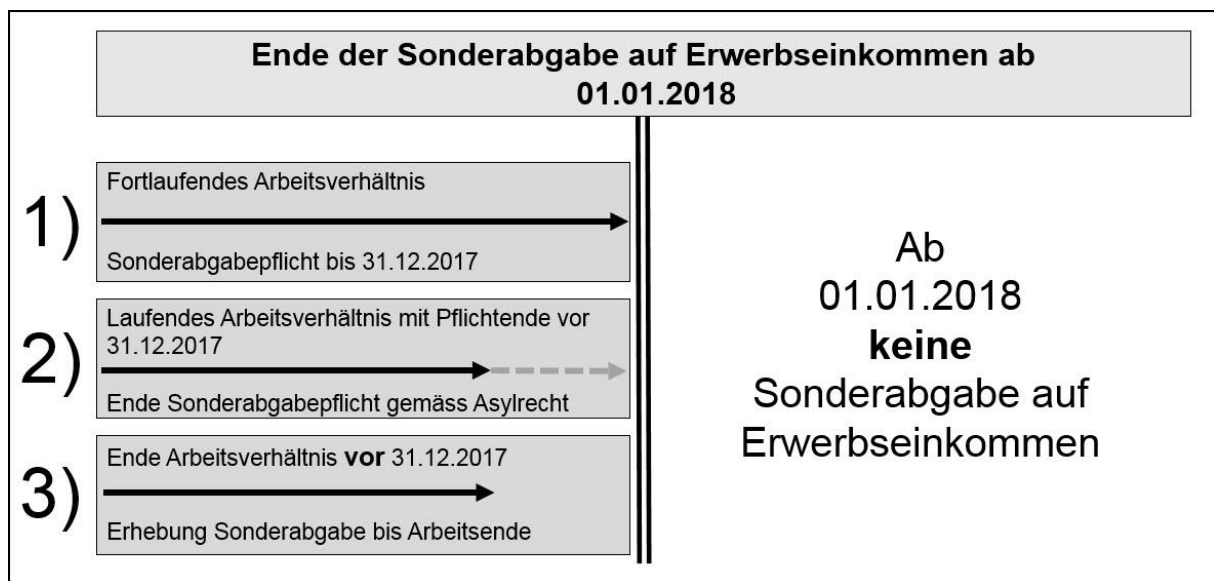 Ende der Sonderabgabe auf Erwerbseinkommen ab
01.01.2018
1)
Fortlaufendes Arbeitsverhältnis
Sonderabgabepflicht bis 31.12.2017
2)
Laufendes Arbeitsverhältnis mit Pflichtende vor
31.12.2017
Ende Sonderabgabepflicht gemäss Asylrecht
3)
Ende Arbeitsverhältnis vor 31.12.2017
Erhebung Sonderabgabe bis Arbeitsende
Ab
01.01.2018
keine
Sonderabgabe auf
Erwerbseinkommen